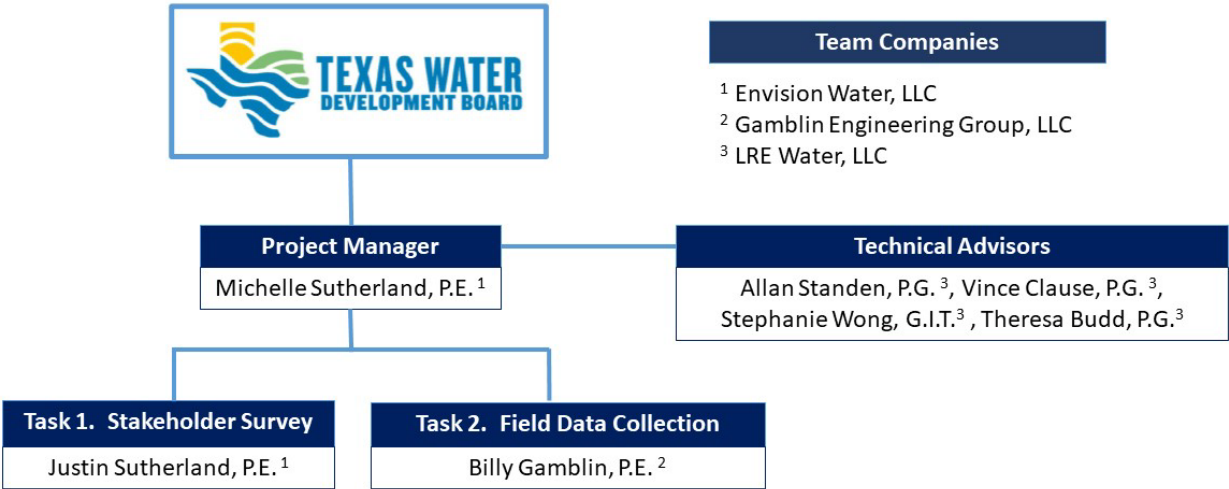 TEXAS WATER
DEVELOPMENT BOARD
Team Companies
¹ Envision Water, LLC
² Gamblin Engineering Group, LLC
³ LRE Water, LLC
Project Manager
Michelle Sutherland, P.E. ¹
Technical Advisors
Allan Standen, P.G. ³, Vince Clause, P.G. ³,
Stephanie Wong, G.I.T.³ , Theresa Budd, P.G.³
Task 1. Stakeholder Survey
Justin Sutherland, P.E. ¹
Task 2. Field Data Collection
Billy Gamblin, P.E. ²